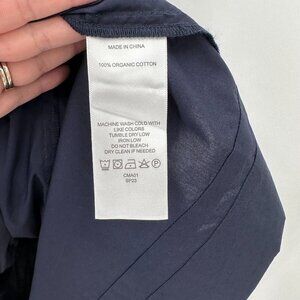 MADE IN CHINA
100% ORGANIC COTTON
MACHINE WASH COLD WITH
LIKE COLORS
TUMBLE DRY LOW
IRON LOW
DO NOT BLEACH
DRY CLEAN IF NEEDED
CMA01
SP23